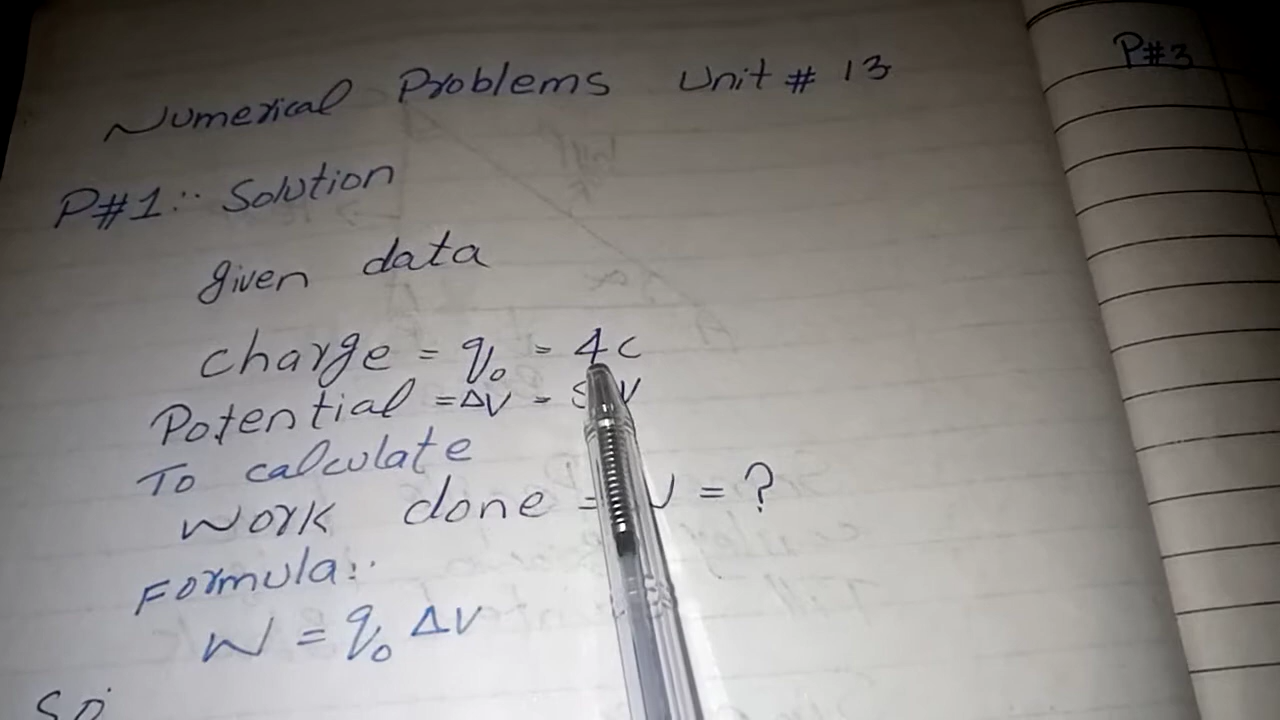 Numerical Problems Unit # 13
P#3
P#1:. Solution
given data
charge = q₀ = 4c
Potential = ΔV = V
To calculate
Work done = = ?
Formula:.
W = q₀ ΔV
So